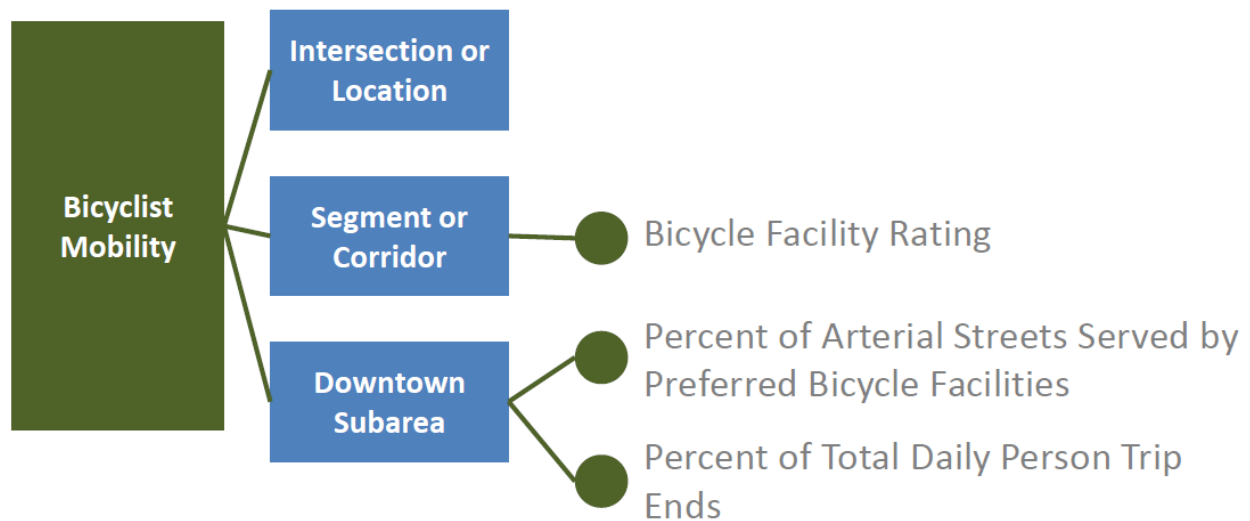 Bicyclist
Mobility
Intersection or
Location
Segment or
Corridor
Bicycle Facility Rating
Downtown
Subarea
Percent of Arterial Streets Served by
Preferred Bicycle Facilities
Percent of Total Daily Person Trip
Ends